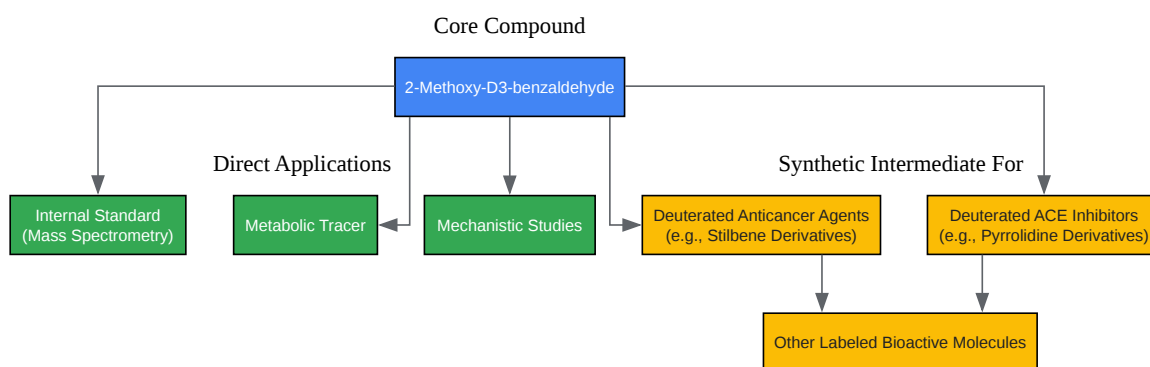 Core Compound
2-Methoxy-D3-benzaldehyde
Direct Applications
Synthetic Intermediate For
Internal Standard
(Mass Spectrometry)
Metabolic Tracer
Mechanistic Studies
Deuterated Anticancer Agents
(e.g., Stilbene Derivatives)
Deuterated ACE Inhibitors
(e.g., Pyrrolidine Derivatives)
Other Labeled Bioactive Molecules